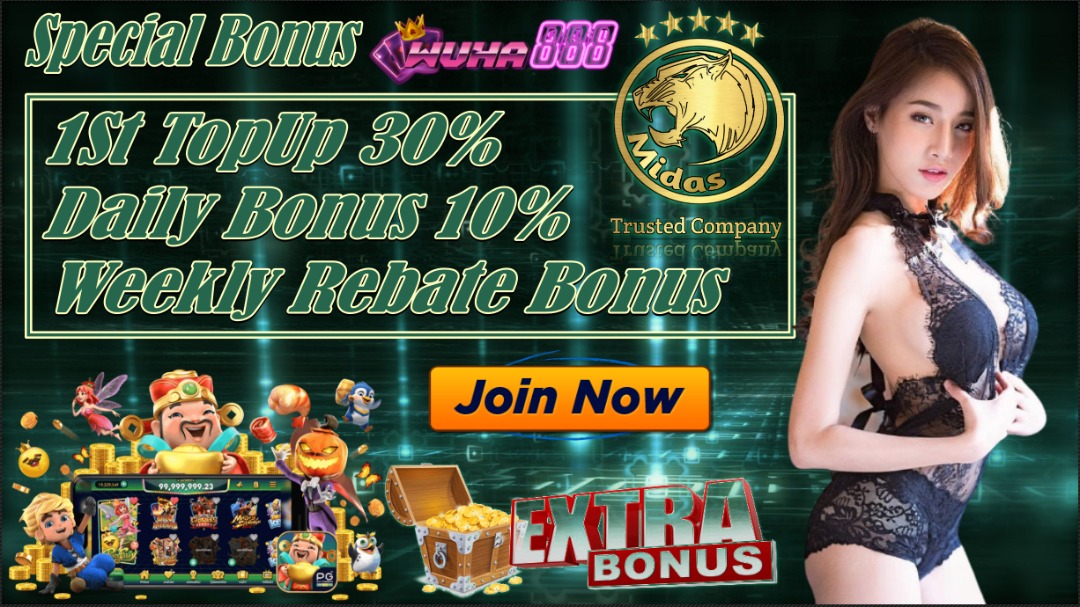 Special Bonus
WUHA888
1St TopUp 30%
Daily Bonus 10%
Weekly Rebate Bonus
Midas
Trusted Company
Join Now
99,999,999.23
PG
EXTRA
BONUS